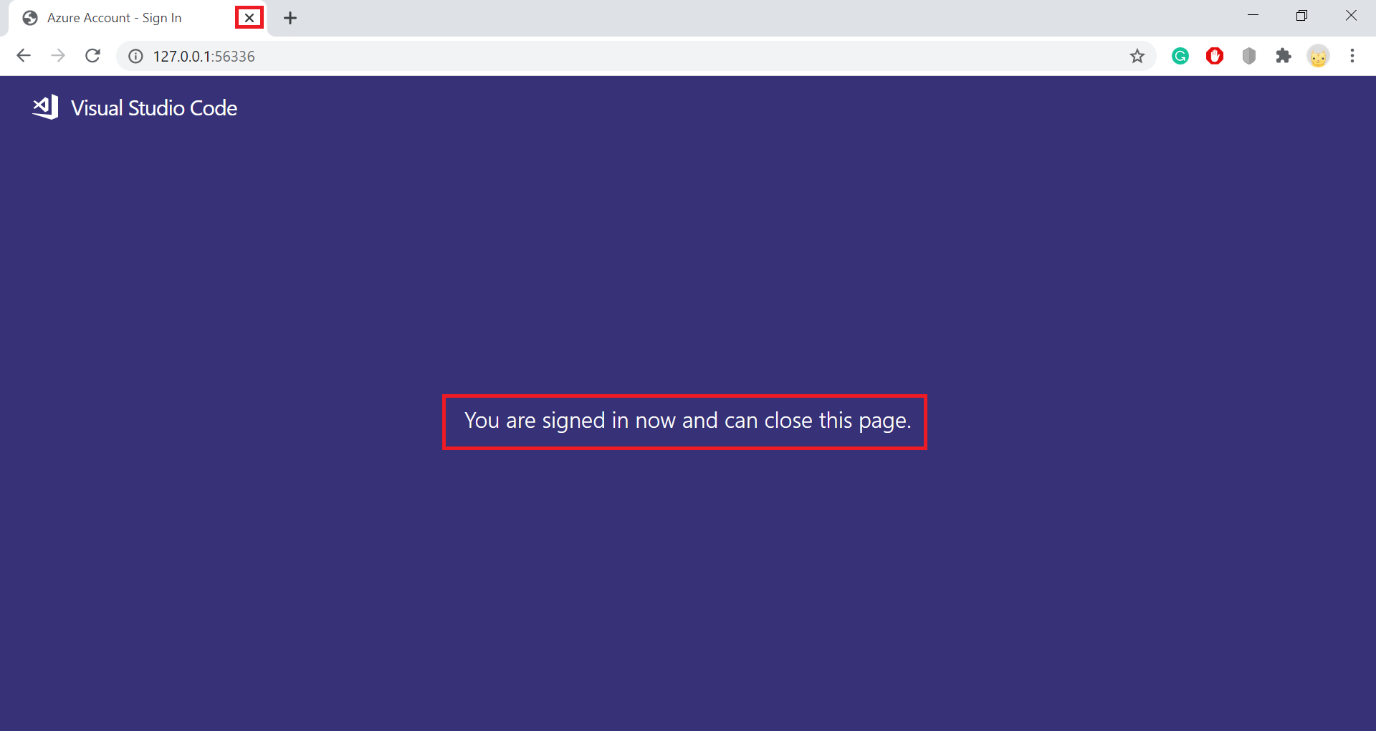 Azure Account - Sign In
127.0.0.1:56336
Visual Studio Code
You are signed in now and can close this page.